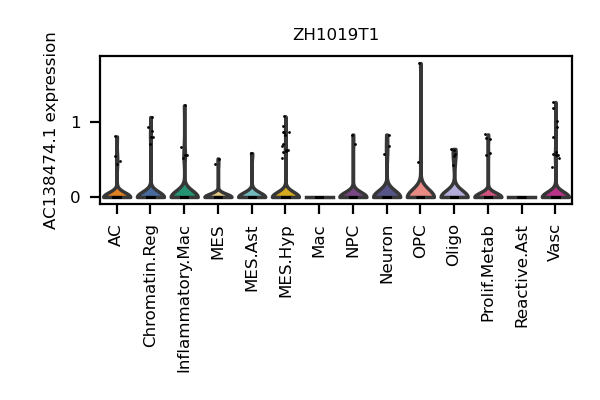 ZH1019T1
AC138474.1 expression
1
0
AC
Chromatin.Reg
Inflammatory.Mac
MES
MES.Ast
MES.Hyp
Mac
NPC
Neuron
OPC
Oligo
Prolif.Metab
Reactive.Ast
Vasc